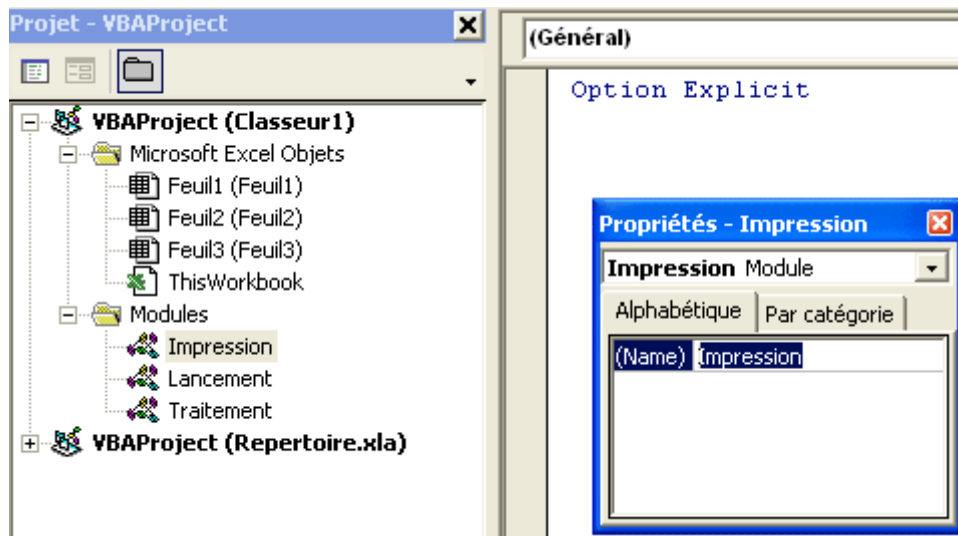 Projet - VBAProject
VBAProject (Classeur1)
Microsoft Excel Objets
Feuil1 (Feuil1)
Feuil2 (Feuil2)
Feuil3 (Feuil3)
ThisWorkbook
Modules
Impression
Lancement
Traitement
VBAProject (Repertoire.xla)
(Général)
Option Explicit
Propriétés - Impression
Impression Module
Alphabétique Par catégorie
(Name) Impression